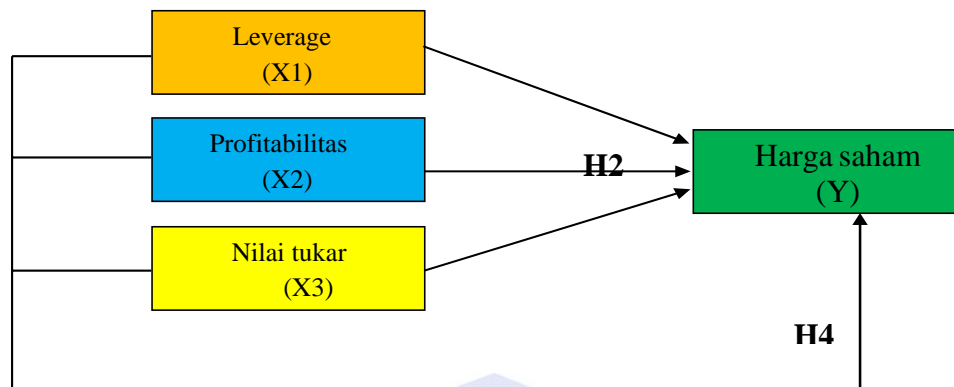 Leverage
(X1)
Profitabilitas
(X2)
H2
Harga saham
(Y)
Nilai tukar
(X3)
H4